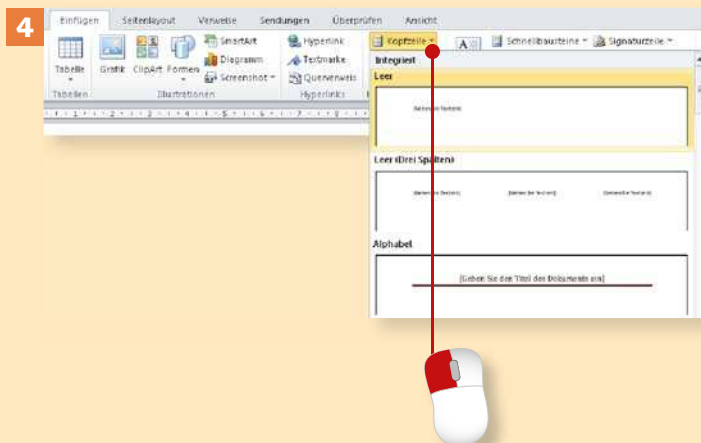 4
Einfügen Seitenlayout Verweise Sendungen Überprüfen Ansicht
Tabelle Grafik ClipArt Formen SmartArt Diagramm Screenshot Hyperlink Textmarke Querverweis Kopfzeile Schnellbausteine Signaturzeile
Tabellen Illustrationen Hyperlinks
Integriert
Leer
Leer (Drei Spalten)
Alphabet
[Geben Sie den Titel des Dokuments ein]